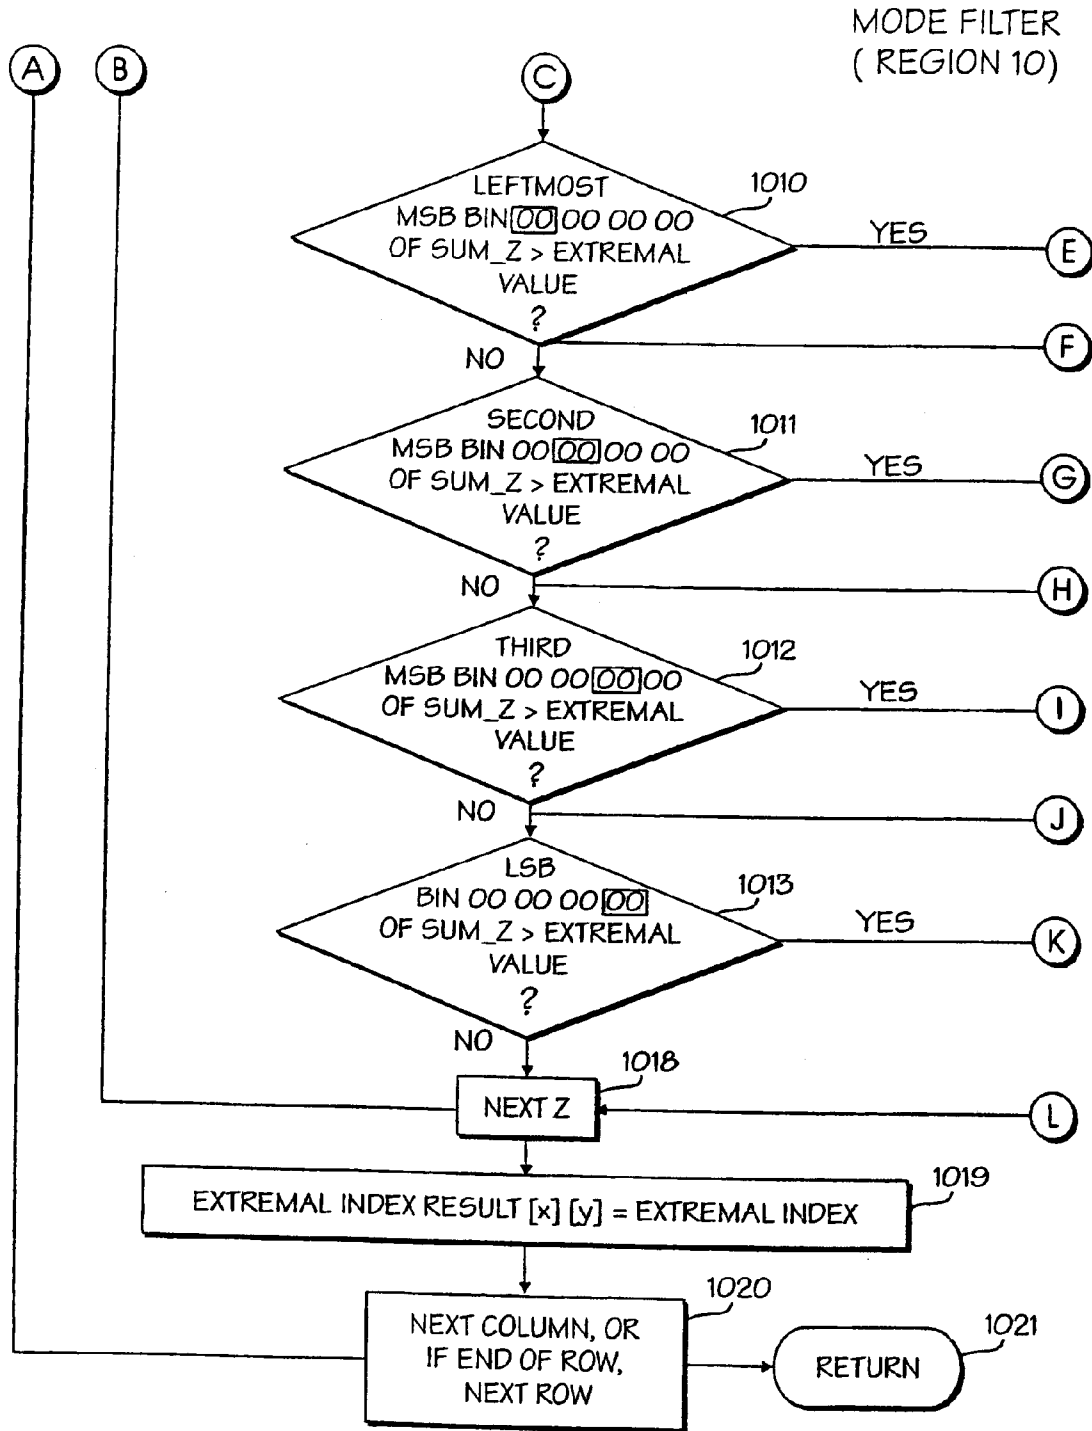 MODE FILTER
( REGION 10)
A
B
C
LEFTMOST
MSB BIN 00 00 00 00
OF SUM_Z > EXTREMAL
VALUE
?
1010
YES
E
NO
F
SECOND
MSB BIN 00 00 00 00
OF SUM_Z > EXTREMAL
VALUE
?
1011
YES
G
NO
H
THIRD
MSB BIN 00 00 00 00
OF SUM_Z > EXTREMAL
VALUE
?
1012
YES
I
NO
J
LSB
BIN 00 00 00 00
OF SUM_Z > EXTREMAL
VALUE
?
1013
YES
K
NO
NEXT Z
1018
L
EXTREMAL INDEX RESULT [x] [y] = EXTREMAL INDEX
1019
NEXT COLUMN, OR
IF END OF ROW,
NEXT ROW
1020
RETURN
1021